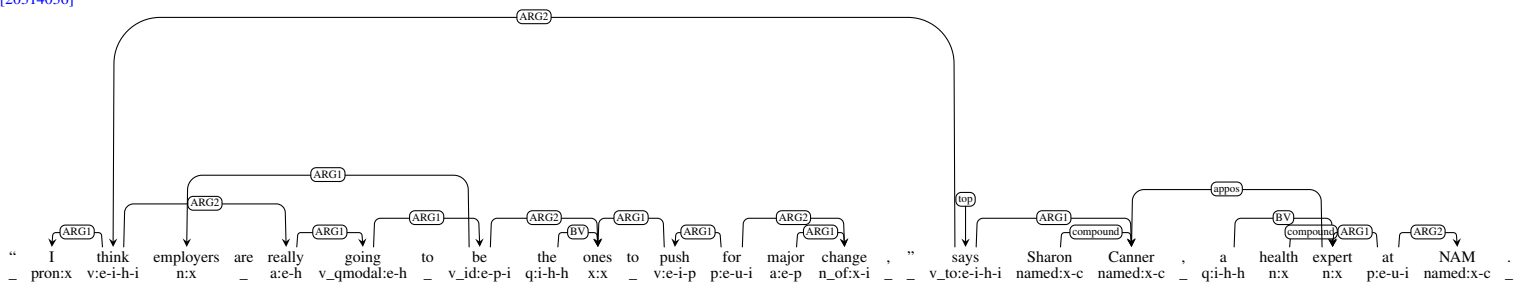 ARG2
ARG1
ARG2 top appos
ARG1 ARG2 ARG1 ARG2 ARG1 BV
ARG1 ARG1 BV ARG1 ARG1 compound compound ARG1 ARG2
“ I think employers are really going to be the ones to push for major change , ” says Sharon Canner , a health expert at NAM .
_ pron:x v:e-i-h-i n:x _ a:e-h v_qmodal:e-h _ v_id:e-p-i q:i-h-h x:x _ v:e-i-p p:e-u-i a:e-p n_of:x-i _ _ v_to:e-i-h-i named:x-c named:x-c _ q:i-h-h n:x n:x p:e-u-i named:x-c _